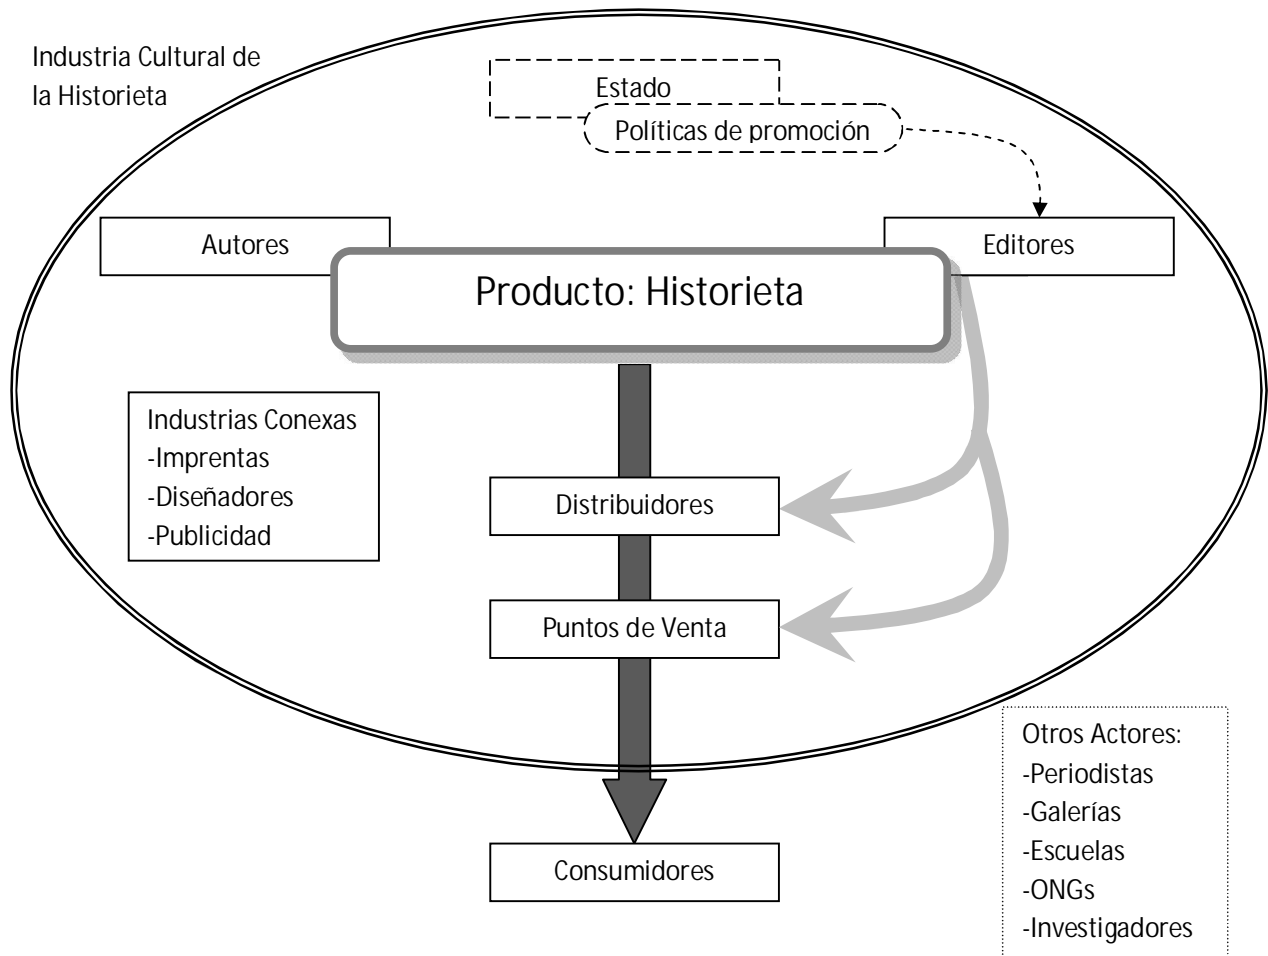 Industria Cultural de
la Historieta
Estado
Políticas de promoción
Autores
Editores
Producto: Historieta
Industrias Conexas
-Imprentas
-Diseñadores
-Publicidad
Distribuidores
Puntos de Venta
Otros Actores:
-Periodistas
-Galerías
-Escuelas
-ONGs
-Investigadores
Consumidores